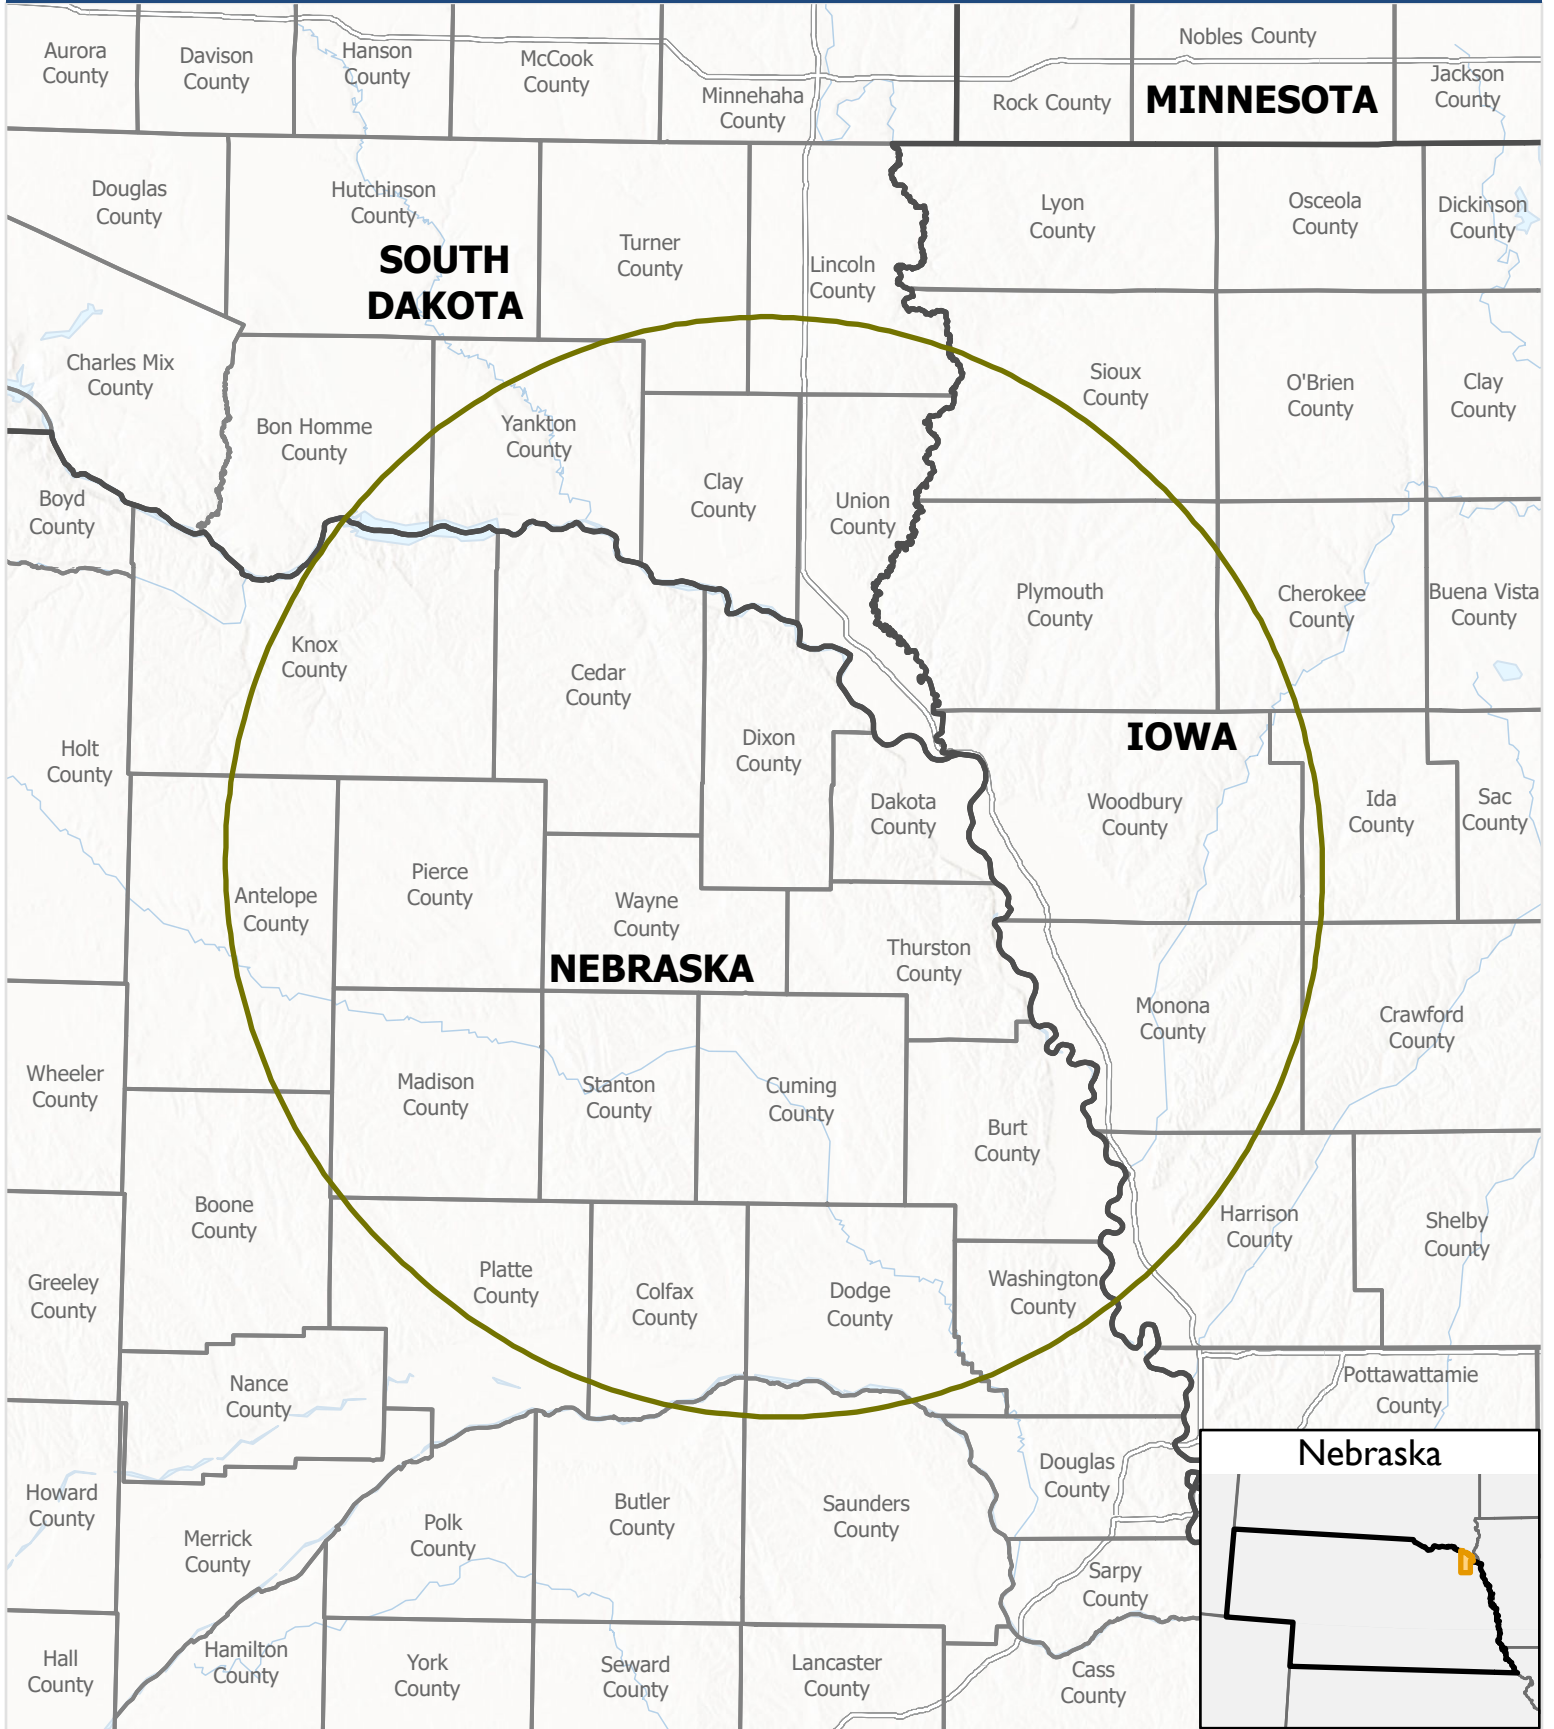 Aurora
County
Davison
County
Hanson
County
McCook
County
Minnehaha
County
Rock County
Nobles County
MINNESOTA
Jackson
County
Douglas
County
Hutchinson
County
SOUTH
DAKOTA
Turner
County
Lincoln
County
Lyon
County
Osceola
County
Dickinson
County
Charles Mix
County
Bon Homme
County
Yankton
County
Clay
County
Union
County
Sioux
County
O'Brien
County
Clay
County
Boyd
County
Knox
County
Cedar
County
Plymouth
County
Cherokee
County
Buena Vista
County
Holt
County
Dixon
County
Dakota
County
IOWA
Woodbury
County
Ida
County
Sac
County
Antelope
County
Pierce
County
Wayne
County
NEBRASKA
Thurston
County
Monona
County
Crawford
County
Wheeler
County
Madison
County
Stanton
County
Cuming
County
Burt
County
Boone
County
Harrison
County
Shelby
County
Greeley
County
Platte
County
Colfax
County
Dodge
County
Washington
County
Nance
County
Pottawattamie
County
Howard
County
Merrick
County
Polk
County
Butler
County
Saunders
County
Douglas
County
Sarpy
County
Hall
County
Hamilton
County
York
County
Seward
County
Lancaster
County
Cass
County
Nebraska